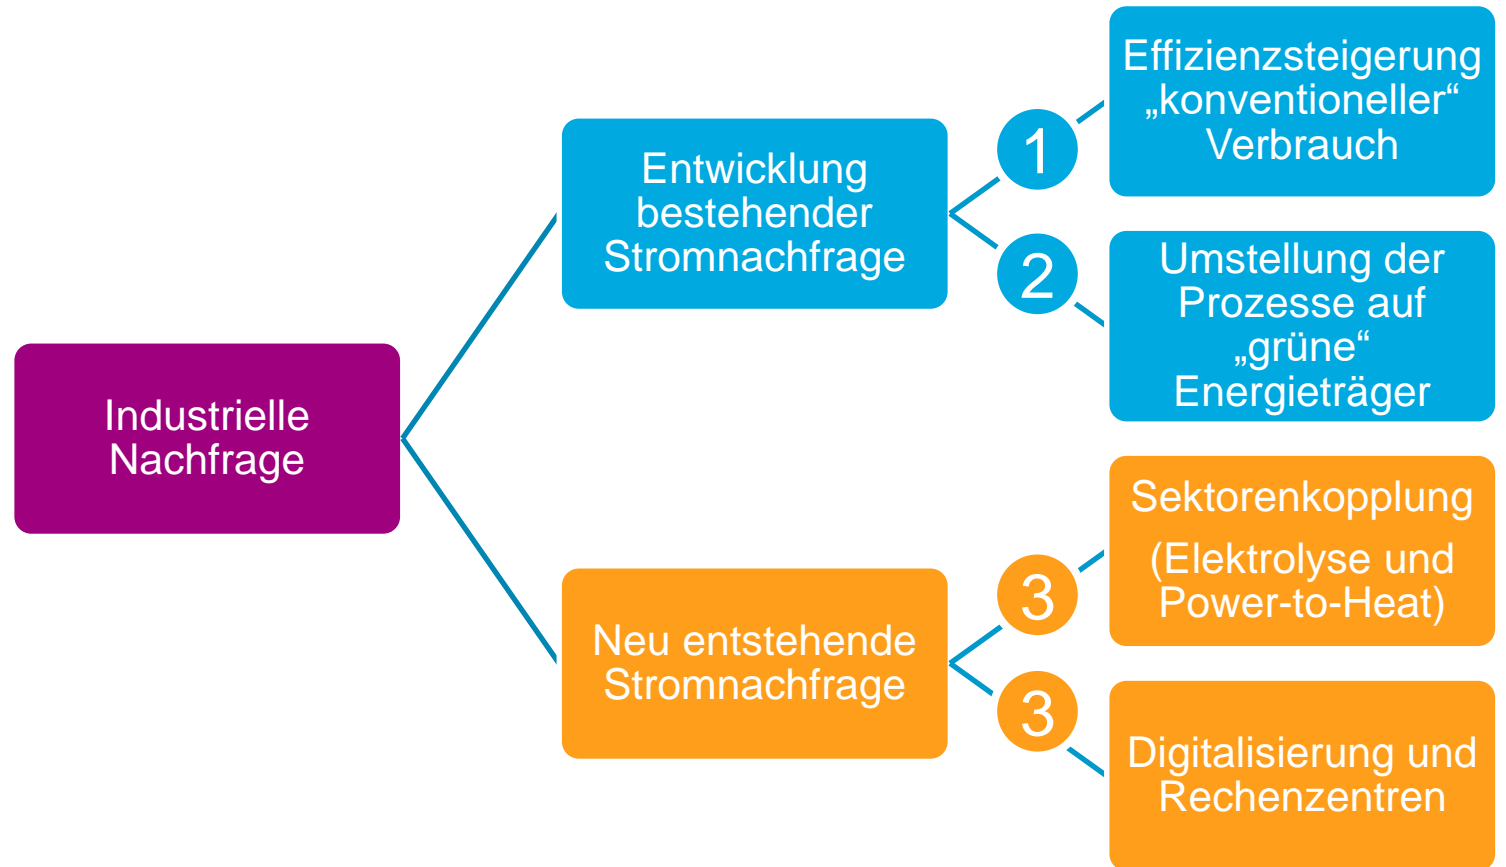 Industrielle
Nachfrage
Entwicklung
bestehender
Stromnachfrage
1
Effizienzsteigerung
„konventioneller“
Verbrauch
2
Umstellung der
Prozesse auf
„grüne“
Energieträger
Neu entstehende
Stromnachfrage
3
Sektorenkopplung
(Elektrolyse und
Power-to-Heat)
3
Digitalisierung und
Rechenzentren